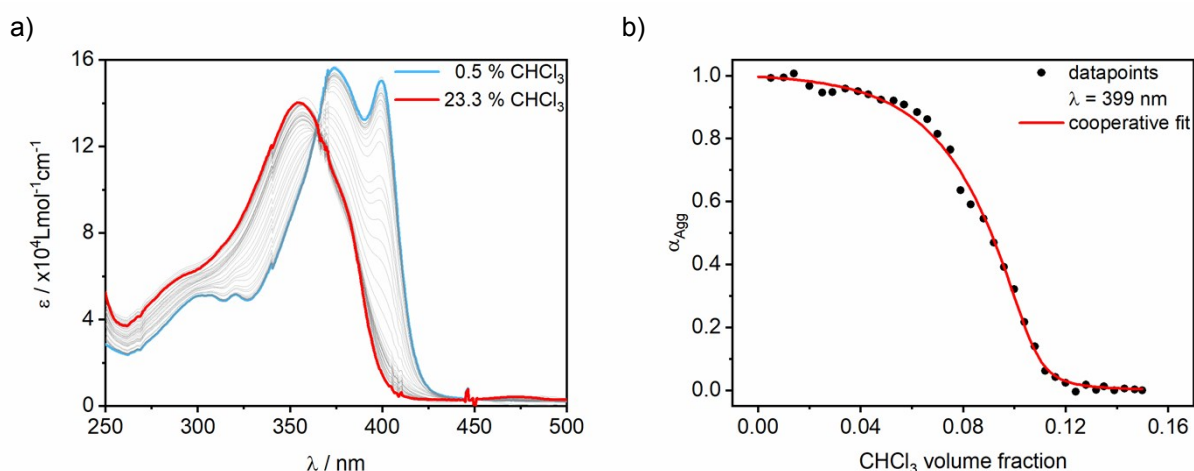 a)
b)
16
12
8
4
0
ε / x10⁴Lmol⁻¹cm⁻¹
0.5 % CHCl₃
23.3 % CHCl₃
250 300 350 400 450 500
λ / nm
1.0
0.8
0.6
0.4
0.2
0.0
α_Agg
datapoints
λ = 399 nm
cooperative fit
0.00 0.04 0.08 0.12 0.16
CHCl₃ volume fraction